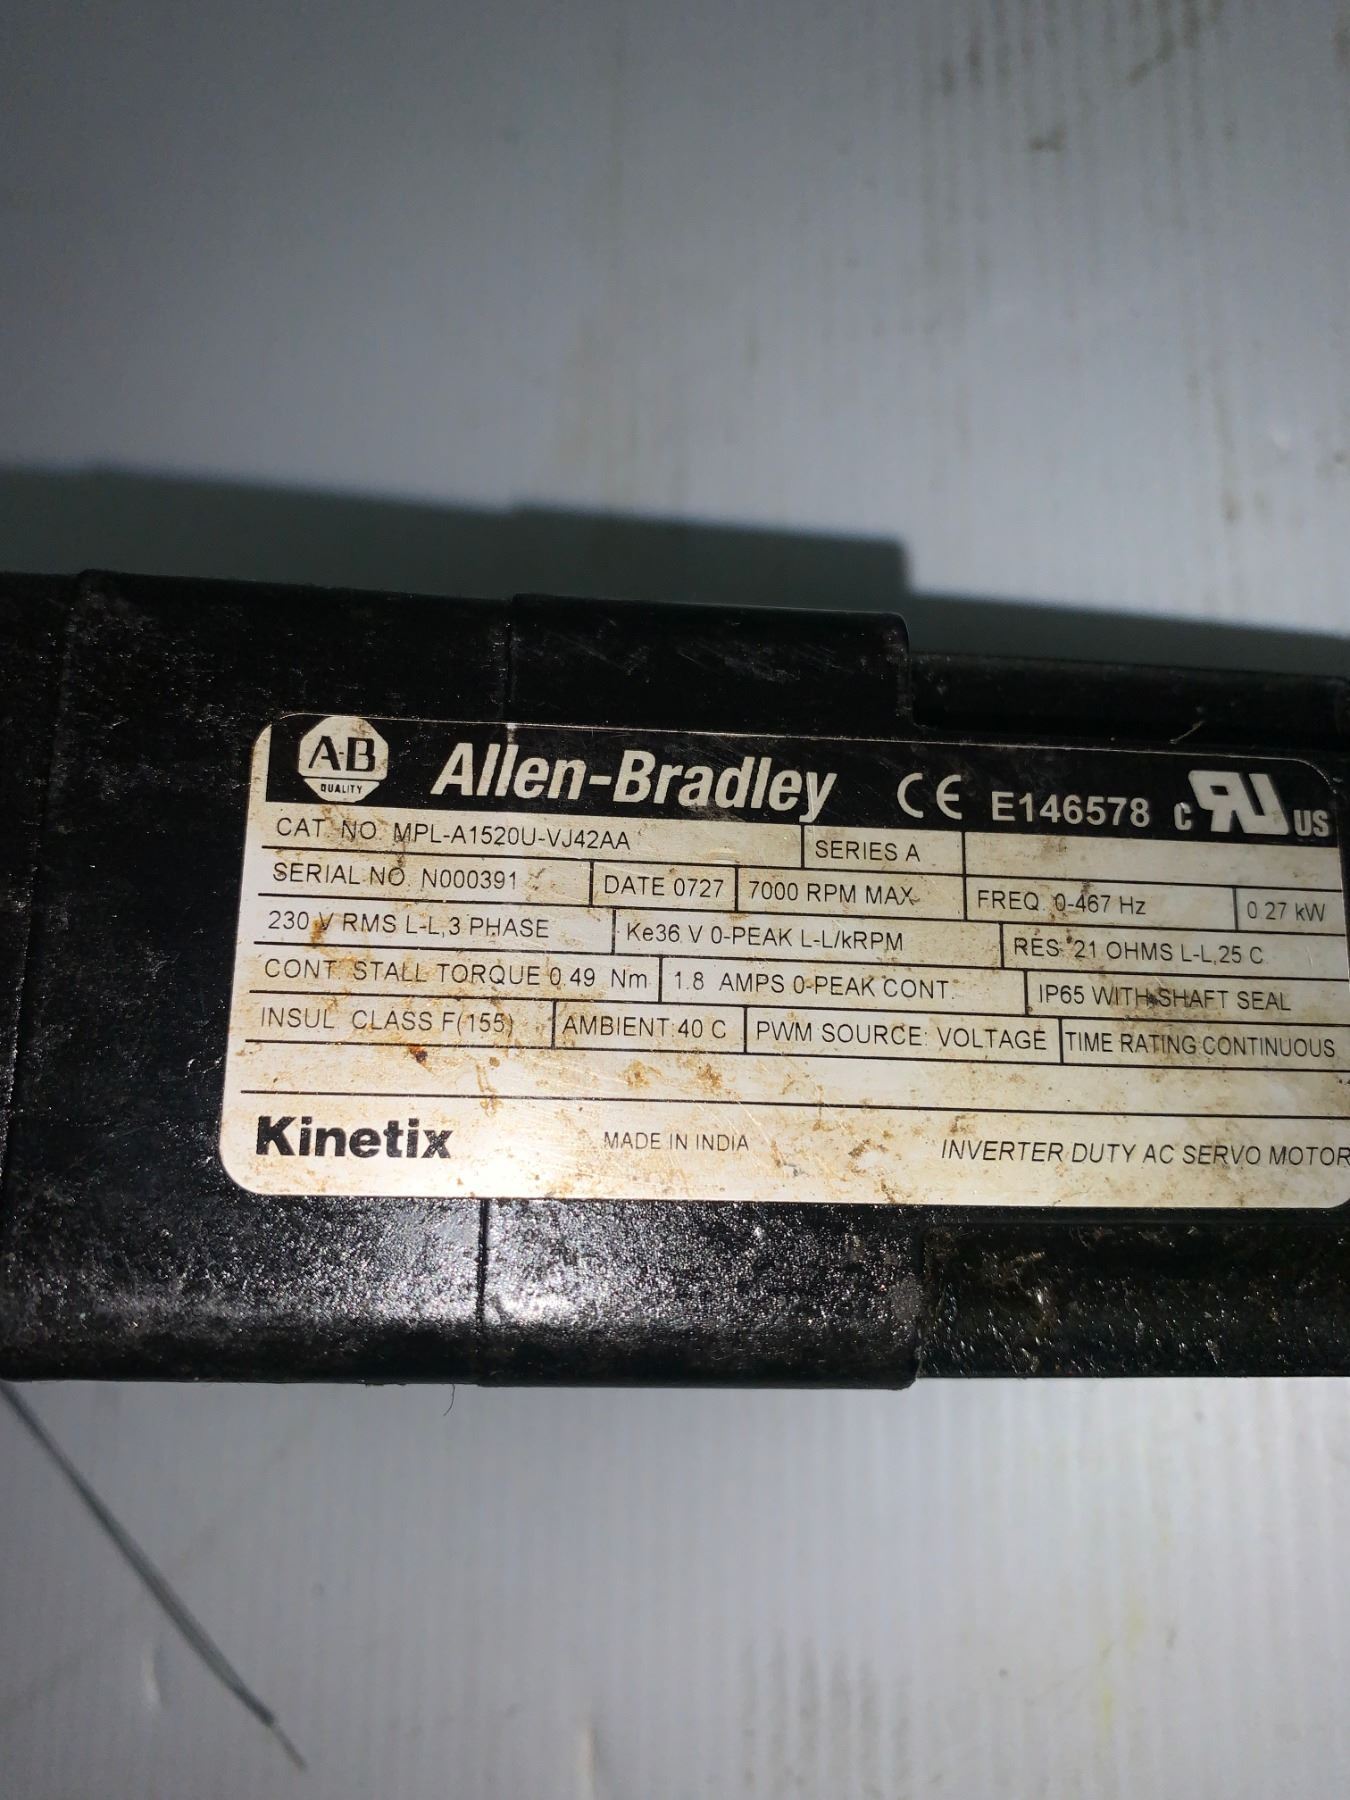 A-B QUALITY Allen-Bradley CE E146578 C RU US
CAT. NO. MPL-A1520U-VJ42AA SERIES A
SERIAL NO. N000391 DATE 0727 7000 RPM MAX FREQ. 0-467 Hz 0.27 kW
230 V RMS L-L,3 PHASE Ke36 V 0-PEAK L-L/kRPM RES. 21 OHMS L-L,25 C
CONT. STALL TORQUE 0.49 Nm 1.8 AMPS 0-PEAK CONT. IP65 WITH SHAFT SEAL
INSUL. CLASS F(155) AMBIENT:40 C PWM SOURCE: VOLTAGE TIME RATING CONTINUOUS
Kinetix MADE IN INDIA INVERTER DUTY AC SERVO MOTOR